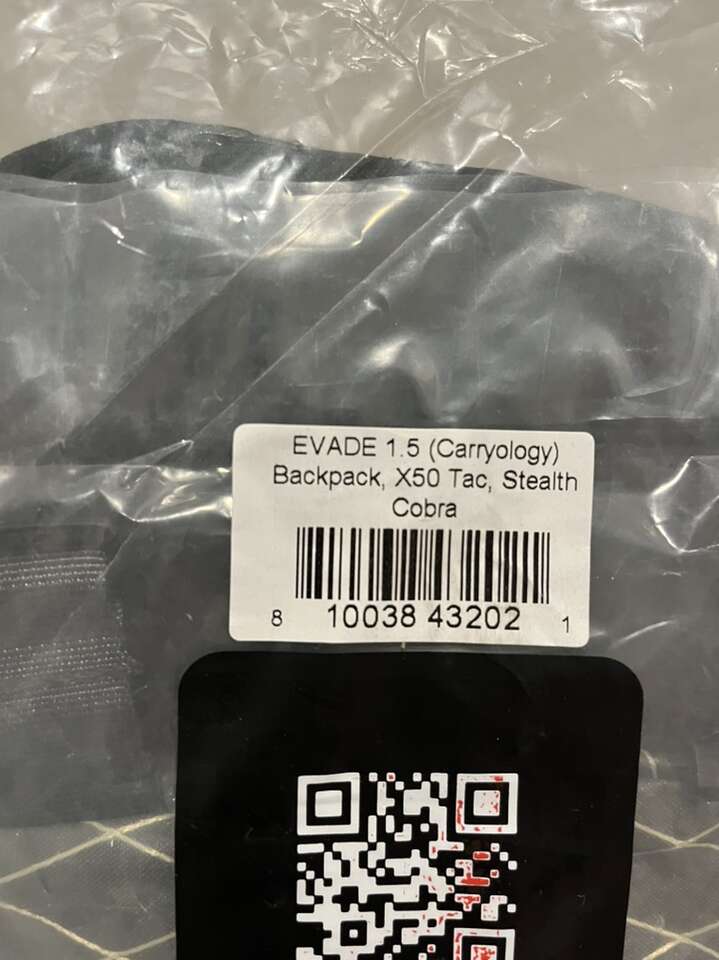 EVADE 1.5 (Carryology)
Backpack, X50 Tac, Stealth
Cobra
8 10038 43202 1